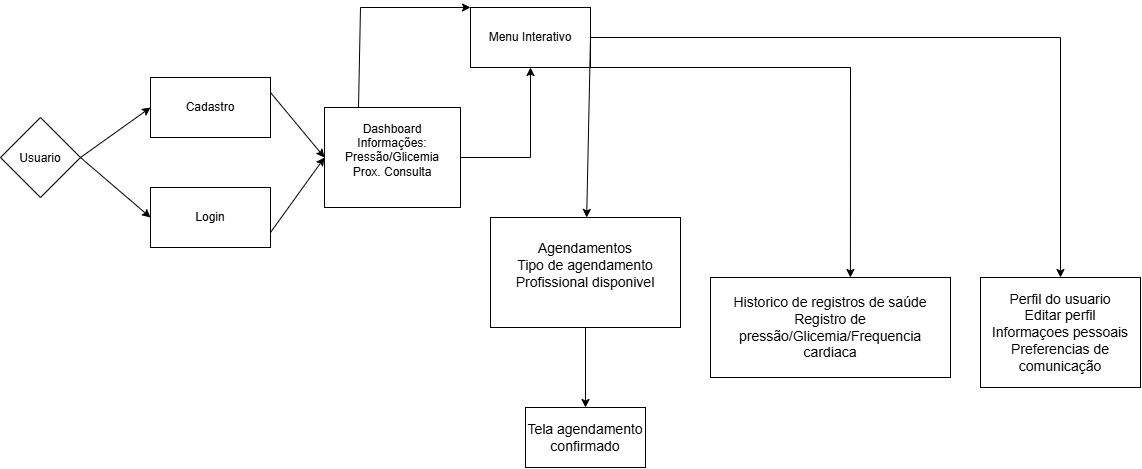 Menu Interativo
Cadastro
Dashboard
Informações:
Pressão/Glicemia
Prox. Consulta
Usuario
Login
Agendamentos
Tipo de agendamento
Profissional disponivel
Historico de registros de saúde
Registro de
pressão/Glicemia/Frequencia
cardiaca
Perfil do usuario
Editar perfil
Informaçoes pessoais
Preferencias de
comunicação
Tela agendamento
confirmado